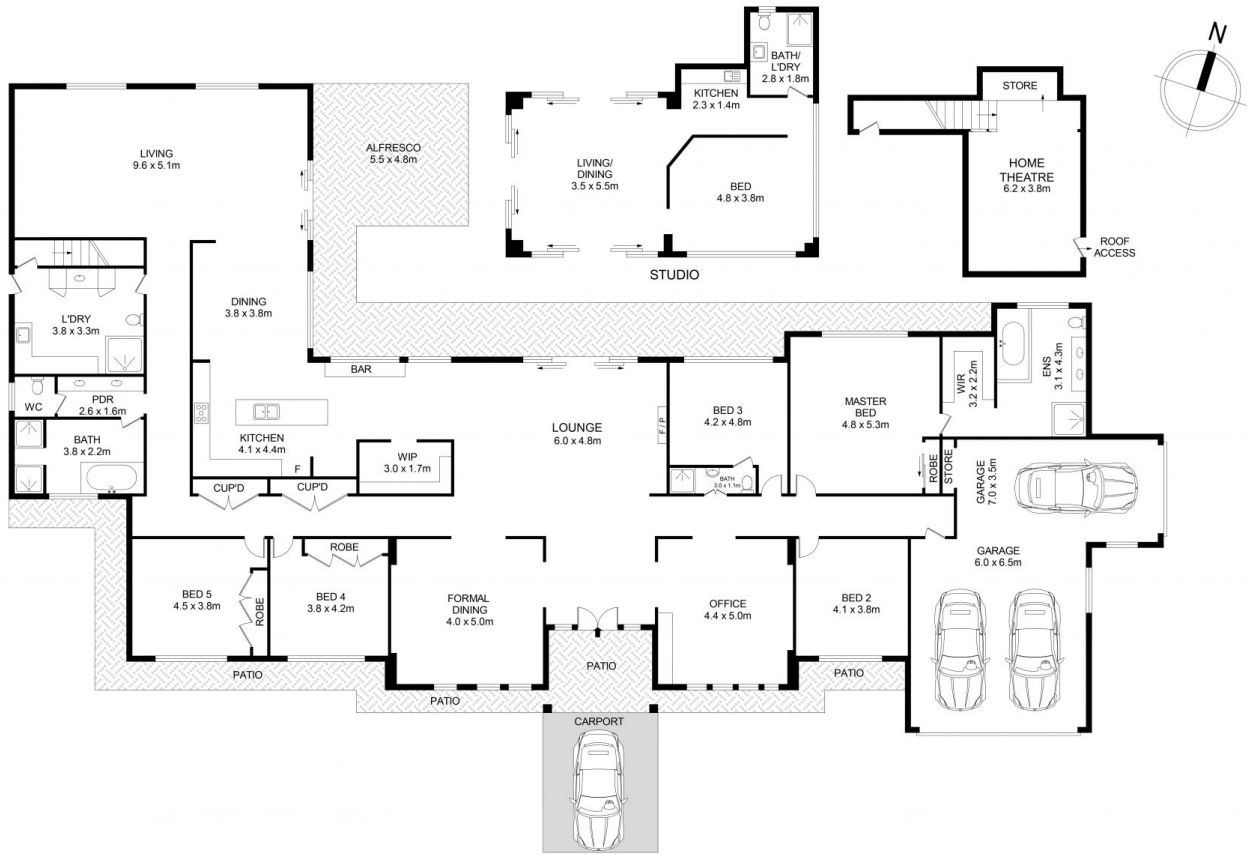 N
LIVING
9.6 x 5.1m
ALFRESCO
5.5 x 4.8m
BATH/
L'DRY
2.8 x 1.8m
KITCHEN
2.3 x 1.4m
LIVING/
DINING
3.5 x 5.5m
BED
4.8 x 3.8m
STUDIO
STORE
HOME
THEATRE
6.2 x 3.8m
ROOF
ACCESS
L'DRY
3.8 x 3.3m
DINING
3.8 x 3.8m
WC
PDR
2.6 x 1.6m
BATH
3.8 x 2.2m
BAR
KITCHEN
4.1 x 4.4m
F
WIP
3.0 x 1.7m
CUP'D
CUP'D
LOUNGE
6.0 x 4.8m
F / P
BED 3
4.2 x 4.8m
BATH
3.0 x 1.1m
MASTER
BED
4.8 x 5.3m
WIR
3.2 x 2.2m
ENS
3.1 x 4.3m
ROBE
STORE
GARAGE
7.0 x 3.5m
GARAGE
6.0 x 6.5m
BED 5
4.5 x 3.8m
ROBE
ROBE
BED 4
3.8 x 4.2m
FORMAL
DINING
4.0 x 5.0m
OFFICE
4.4 x 5.0m
BED 2
4.1 x 3.8m
PATIO
PATIO
PATIO
PATIO
CARPORT